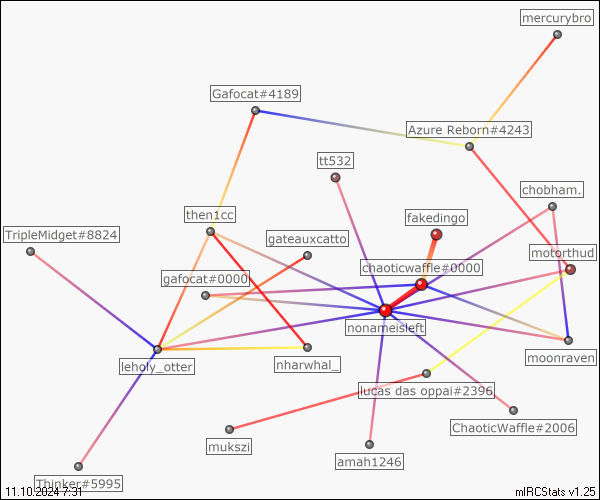 mercurybro
Gafocat#4189
Azure Reborn#4243
tt532
chobham.
then1cc
fakedingo
TripleMidget#8824
gateauxcatto
motorthud
chaoticwaffle#0000
gafocat#0000
nonameisleft
moonraven
leholy_otter
nharwhal_
lucas das oppai#2396
ChaoticWaffle#2006
mukszi
amah1246
Thinker#5995
11.10.2024 7:31
mIRCStats v1.25